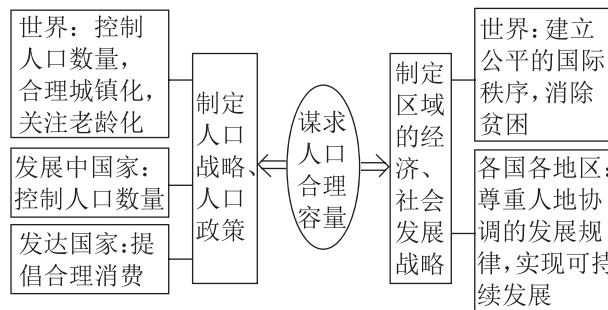 世界：控制
人口数量，
合理城镇化，
关注老龄化
发展中国家：
控制人口数量
发达国家：提
倡合理消费
制定
人口
战略、
人口
政策
谋求
人口
合理
容量
制定
区域
的经
济、
社会
发展
战略
世界：建立
公平的国际
秩序，消除
贫困
各国各地区：
尊重人地协
调的发展规
律，实现可持
续发展